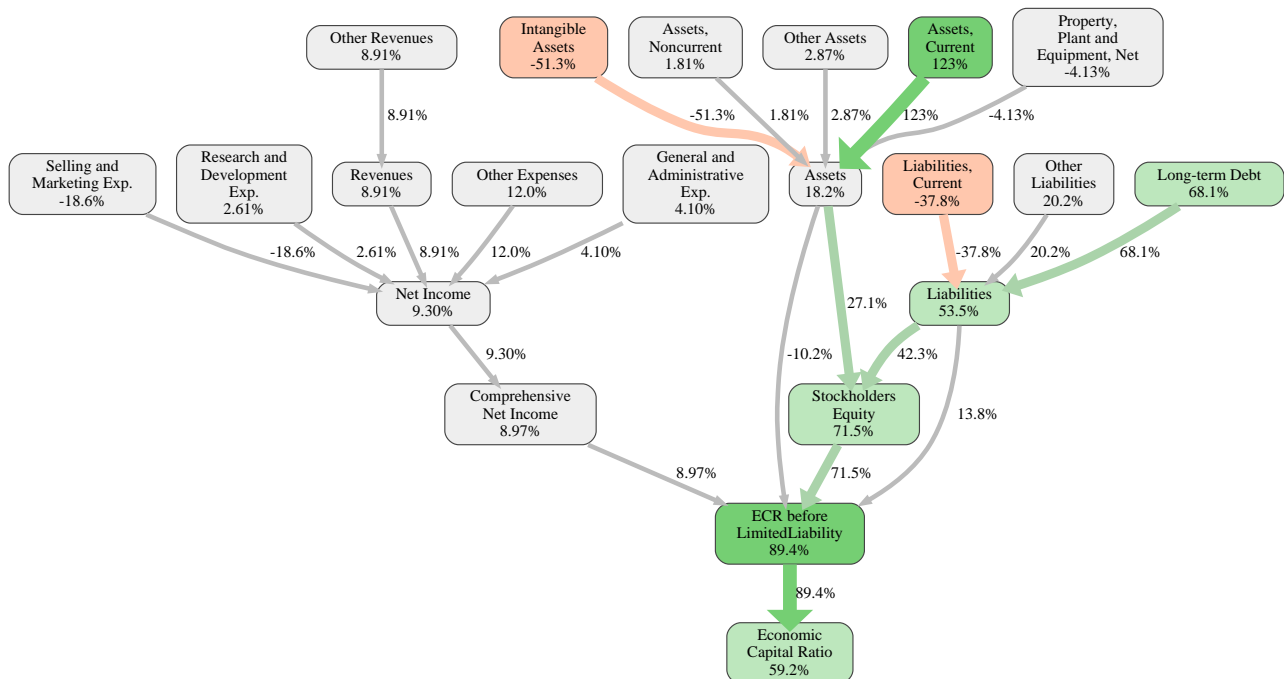 Other Revenues
8.91%
Intangible
Assets
-51.3%
Assets,
Noncurrent
1.81%
Other Assets
2.87%
Assets,
Current
123%
Property,
Plant and
Equipment, Net
-4.13%
8.91%
-51.3%
1.81%
2.87%
123%
-4.13%
Selling and
Marketing Exp.
-18.6%
Research and
Development
Exp.
2.61%
Revenues
8.91%
Other Expenses
12.0%
General and
Administrative
Exp.
4.10%
Assets
18.2%
Liabilities,
Current
-37.8%
Other
Liabilities
20.2%
Long-term Debt
68.1%
-18.6%
2.61%
8.91%
12.0%
4.10%
-37.8%
20.2%
68.1%
Net Income
9.30%
27.1%
Liabilities
53.5%
9.30%
-10.2%
42.3%
Comprehensive
Net Income
8.97%
Stockholders
Equity
71.5%
13.8%
8.97%
71.5%
ECR before
LimitedLiability
89.4%
89.4%
Economic
Capital Ratio
59.2%